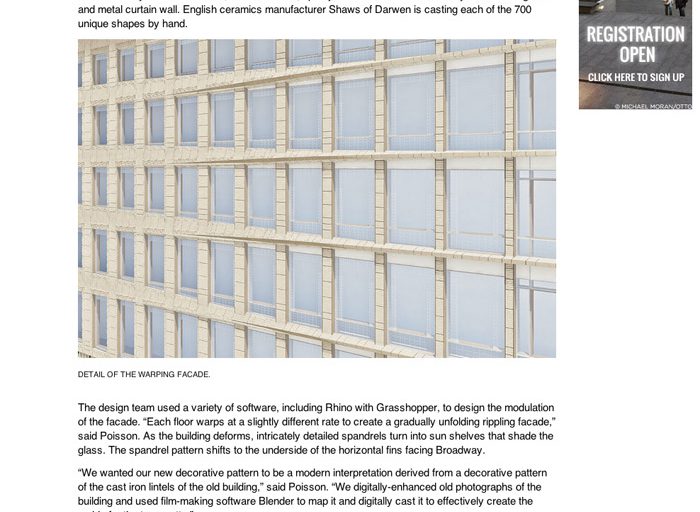 and metal curtain wall. English ceramics manufacturer Shaws of Darwen is casting each of the 700
unique shapes by hand.
REGISTRATION
OPEN
CLICK HERE TO SIGN UP
© MICHAEL MORAN/OTTO
DETAIL OF THE WARPING FACADE.
The design team used a variety of software, including Rhino with Grasshopper, to design the modulation
of the facade. “Each floor warps at a slightly different rate to create a gradually unfolding rippling facade,”
said Poisson. As the building deforms, intricately detailed spandrels turn into sun shelves that shade the
glass. The spandrel pattern shifts to the underside of the horizontal fins facing Broadway.
“We wanted our new decorative pattern to be a modern interpretation derived from a decorative pattern
of the cast iron lintels of the old building,” said Poisson. “We digitally-enhanced old photographs of the
building and used film-making software Blender to map it and digitally cast it to effectively create the